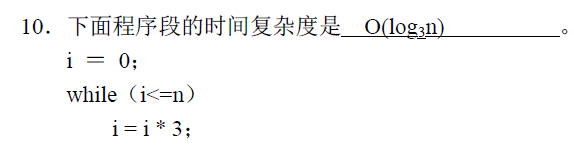 10．下面程序段的时间复杂度是 O(log₃n) 。
i ＝ 0；
while（i<=n）
i = i * 3；